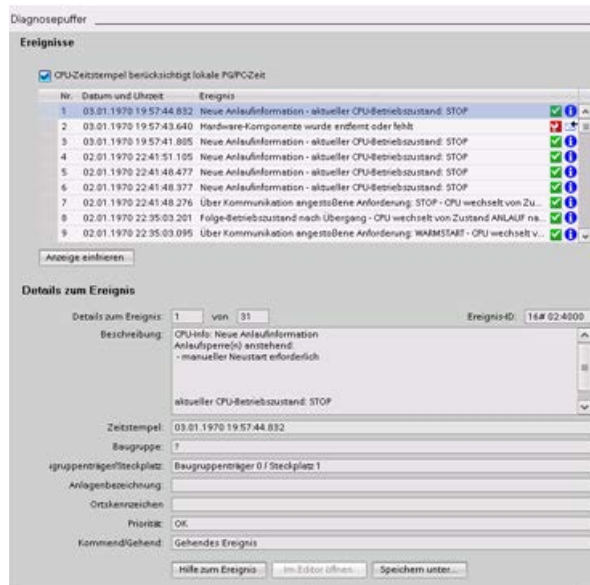 Diagnosepuffer
Ereignisse
CPU-Zeitstempel berücksichtigt lokale PG/PC-Zeit
Nr. Datum und Uhrzeit Ereignis
1 03.01.1970 19:57:44.832 Neue Anlaufinformation - aktueller CPU-Betriebszustand: STOP
2 03.01.1970 19:57:43.640 Hardware-Komponente wurde entfernt oder fehlt
3 03.01.1970 19:57:41.805 Neue Anlaufinformation - aktueller CPU-Betriebszustand: STOP
4 02.01.1970 22:41:51.105 Neue Anlaufinformation - aktueller CPU-Betriebszustand: STOP
5 02.01.1970 22:41:48.477 Neue Anlaufinformation - aktueller CPU-Betriebszustand: STOP
6 02.01.1970 22:41:48.377 Neue Anlaufinformation - aktueller CPU-Betriebszustand: STOP
7 02.01.1970 22:41:48.276 Über Kommunikation angestoßene Anforderung: STOP - CPU wechselt von Zu...
8 02.01.1970 22:35:03.201 Folge-Betriebszustand nach Übergang - CPU wechselt von Zustand ANLAUF na...
9 02.01.1970 22:35:03.095 Über Kommunikation angestoßene Anforderung: WARMSTART - CPU wechselt v...
Anzeige einfrieren
Details zum Ereignis
Details zum Ereignis: 1 von 31 Ereignis-ID: 16# 02:4000
Beschreibung: CPU-Info: Neue Anlaufinformation
Anlaufsperre(n) anstehend:
- manueller Neustart erforderlich
aktueller CPU-Betriebszustand: STOP
Zeitstempel: 03.01.1970 19:57:44.832
Baugruppe: ?
gruppenträger/Steckplatz: Baugruppenträger 0 / Steckplatz 1
Anlagenbezeichnung:
Ortskennzeichen
Priorität: OK
Kommend/Gehend: Gehendes Ereignis
Hilfe zum Ereignis Im Editor öffnen Speichern unter...